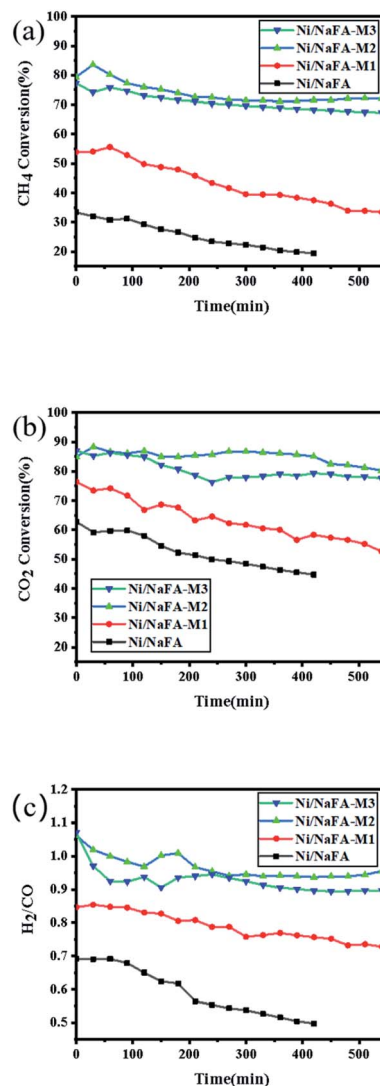 (a)
Ni/NaFA-M3
Ni/NaFA-M2
Ni/NaFA-M1
Ni/NaFA
CH4 Conversion(%)
100
90
80
70
60
50
40
30
20
0 100 200 300 400 500
Time(min)
(b)
CO2 Conversion(%)
100
90
80
70
60
50
40
30
20
Ni/NaFA-M3
Ni/NaFA-M2
Ni/NaFA-M1
Ni/NaFA
0 100 200 300 400 500
Time(min)
(c)
Ni/NaFA-M3
Ni/NaFA-M2
Ni/NaFA-M1
Ni/NaFA
H2/CO
1.2
1.1
1.0
0.9
0.8
0.7
0.6
0.5
0 100 200 300 400 500
Time(min)